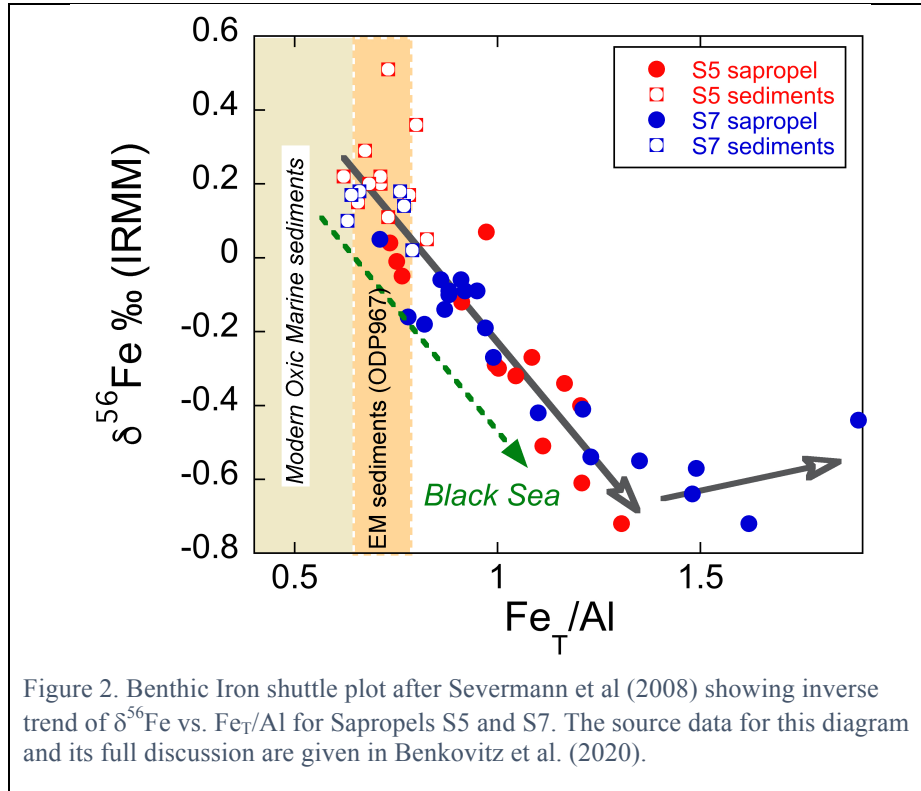 0.6
0.4
0.2
0
-0.2
-0.4
-0.6
-0.8
δ⁵⁶Fe ‰ (IRMM)
Modern Oxic Marine sediments
EM sediments (ODP967)
S5 sapropel
S5 sediments
S7 sapropel
S7 sediments
Black Sea
0.5
1
1.5
Fe_T/Al
Figure 2. Benthic Iron shuttle plot after Severmann et al (2008) showing inverse
trend of δ⁵⁶Fe vs. Fe_T/Al for Sapropels S5 and S7. The source data for this diagram
and its full discussion are given in Benkovitz et al. (2020).